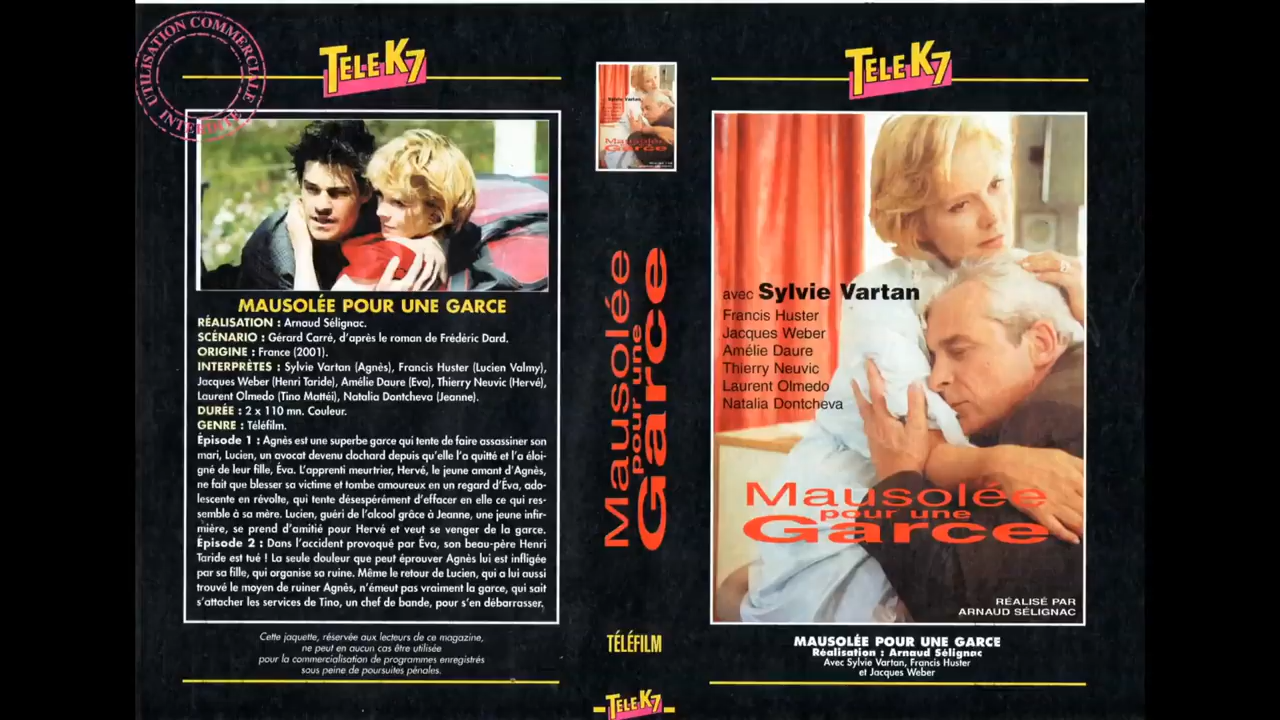 UTILISATION COMMERCIALE
INTERDITE
TELE K7
MAUSOLÉE POUR UNE GARCE
RÉALISATION : Arnaud Sélignac.
SCÉNARIO : Gérard Carré, d'après le roman de Frédéric Dard.
ORIGINE : France (2001).
INTERPRÈTES : Sylvie Vartan (Agnès), Francis Huster (Lucien Valmy),
Jacques Weber (Henri Taride), Amélie Daure (Eva), Thierry Neuvic (Hervé),
Laurent Olmedo (Tino Mattéi), Natalia Dontcheva (Jeanne).
DURÉE : 2 x 110 mn. Couleur.
GENRE : Téléfilm.
Épisode 1 : Agnès est une superbe garce qui tente de faire assassiner son
mari, Lucien, un avocat devenu clochard depuis qu'elle l'a quitté et l'a éloi-
gné de leur fille, Éva. L'apprenti meurtrier, Hervé, le jeune amant d'Agnès,
ne fait que blesser sa victime et tombe amoureux en un regard d'Éva, ado-
lescente en révolte, qui tente désespérément d'effacer en elle ce qui res-
semble à sa mère. Lucien, guéri de l'alcool grâce à Jeanne, une jeune infir-
mière, se prend d'amitié pour Hervé et veut se venger de la garce.
Épisode 2 : Dans l'accident provoqué par Éva, son beau-père Henri
Taride est tué ! La seule douleur que peut éprouver Agnès lui est infligée
par sa fille, qui organise sa ruine. Même le retour de Lucien, qui a lui aussi
trouvé le moyen de ruiner Agnès, n'émeut pas vraiment la garce, qui sait
s'attacher les services de Tino, un chef de bande, pour s'en débarrasser.
Cette jaquette, réservée aux lecteurs de ce magazine,
ne peut en aucun cas être utilisée
pour la commercialisation de programmes enregistrés
sous peine de poursuites pénales.
Sylvie Vartan
Mausolée
pour une
Garce
Mausolée
pour une
Garce
TÉLÉFILM
TELE K7
TELE K7
avec Sylvie Vartan
Francis Huster
Jacques Weber
Amélie Daure
Thierry Neuvic
Laurent Olmedo
Natalia Dontcheva
Mausolée
pour une
Garce
RÉALISÉ PAR
ARNAUD SÉLIGNAC
MAUSOLÉE POUR UNE GARCE
Réalisation : Arnaud Sélignac
Avec Sylvie Vartan, Francis Huster
et Jacques Weber